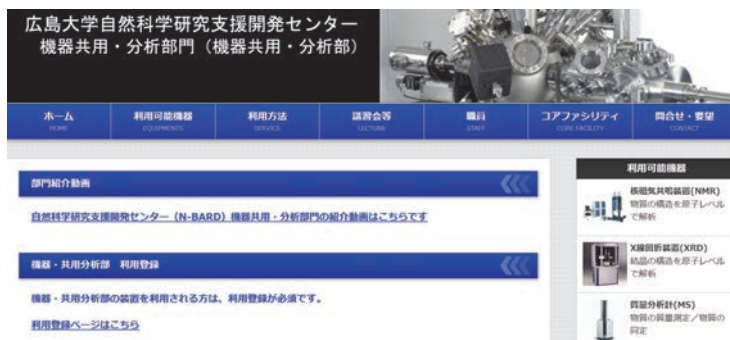 広島大学自然科学研究支援開発センター
機器共用・分析部門（機器共用・分析部）
ホーム
HOME
利用可能機器
EQUIPMENTS
利用方法
SERVICE
講習会等
LECTURE
職員
STAFF
コアファシリティ
CORE FACILITY
問合せ・要望
CONTACT
部門紹介動画
自然科学研究支援開発センター（N-BARD）機器共用・分析部門の紹介動画はこちらです
機器・共用分析部 利用登録
機器・共用分析部の装置を利用される方は、利用登録が必須です。
利用登録ページはこちら
利用可能機器
核磁気共鳴装置(NMR)
物質の構造を原子レベル
で解析
X線回折装置(XRD)
結晶の構造を原子レベル
で解析
質量分析計(MS)
物質の質量測定／物質の
同定